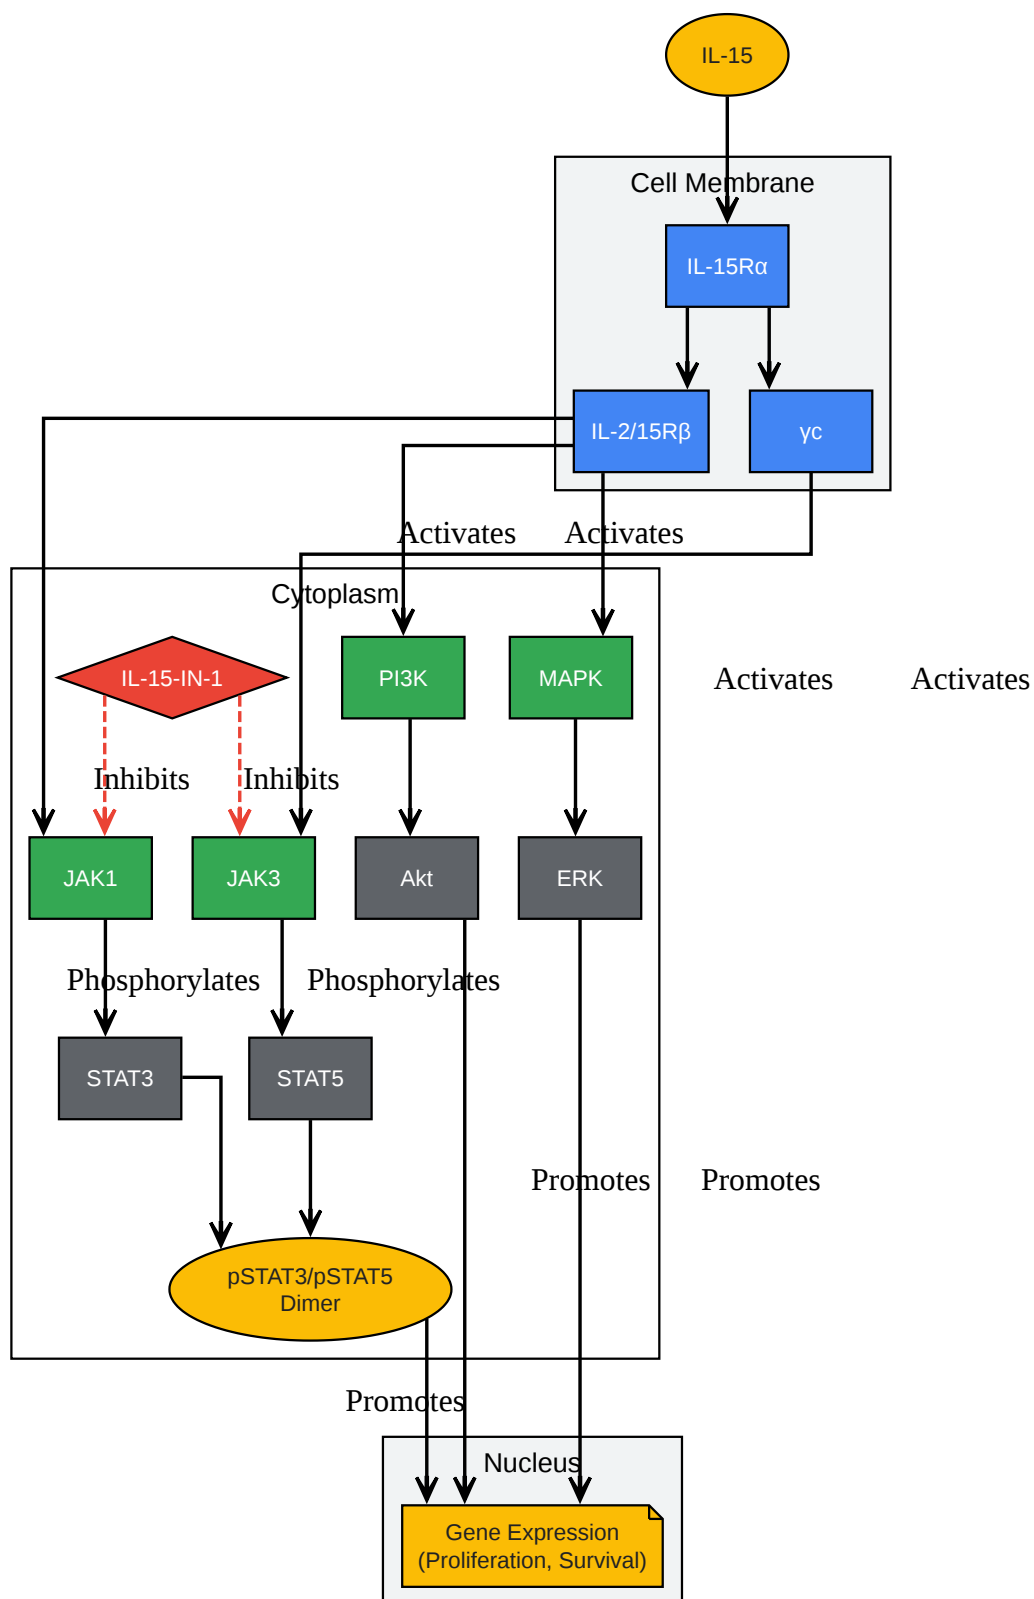 IL-15
Cell Membrane
IL-15Rα
IL-2/15Rβ
γc
Activates
Activates
Cytoplasm
IL-15-IN-1
PI3K
MAPK
Activates
Activates
Inhibits
Inhibits
JAK1
JAK3
Akt
ERK
Phosphorylates
Phosphorylates
STAT3
STAT5
Promotes
Promotes
pSTAT3/pSTAT5
Dimer
Promotes
Nucleus
Gene Expression
(Proliferation, Survival)